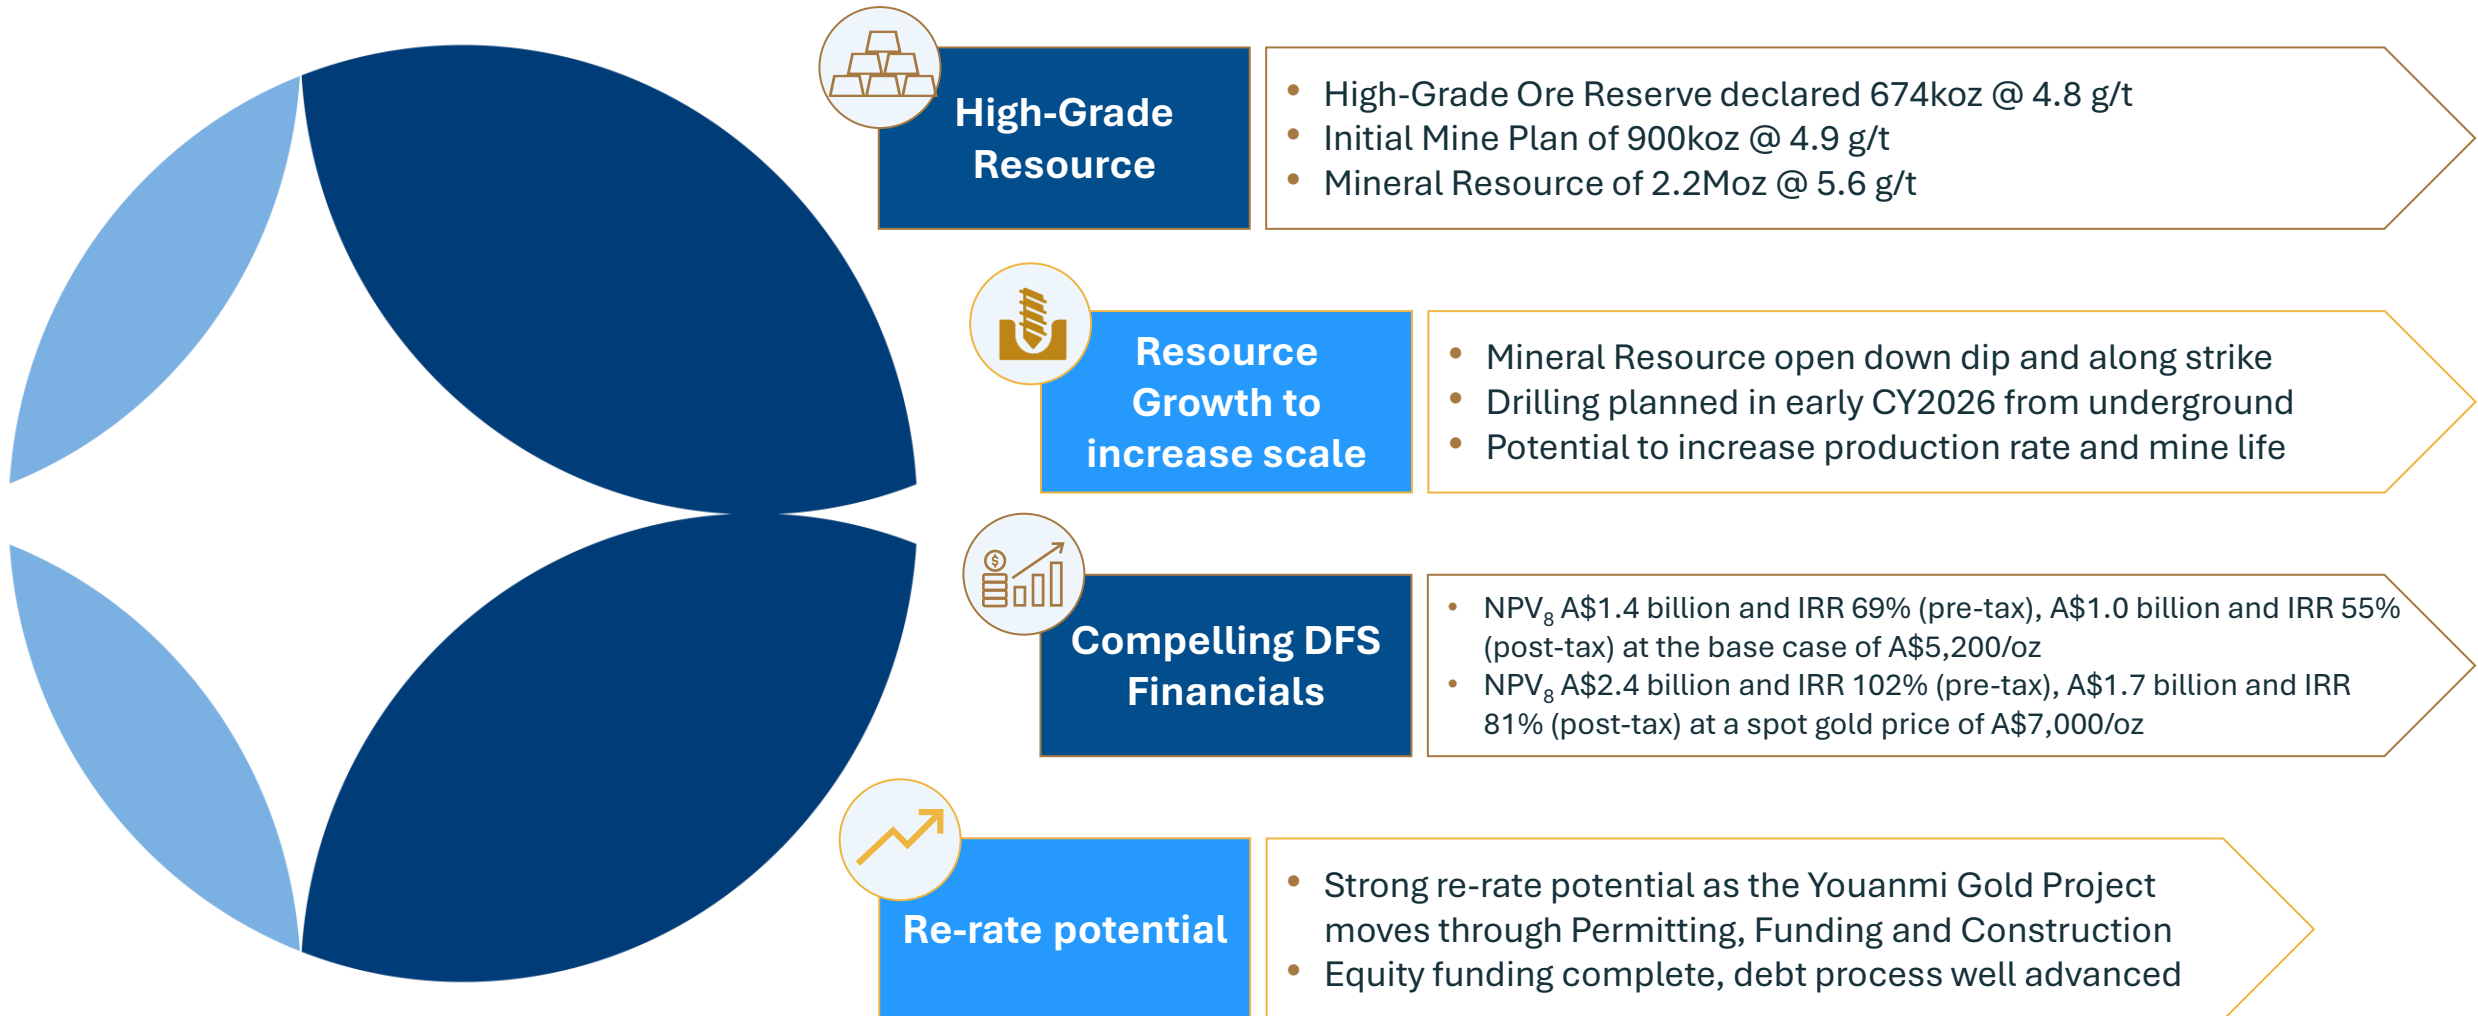 High-Grade
Resource
• High-Grade Ore Reserve declared 674koz @ 4.8 g/t
• Initial Mine Plan of 900koz @ 4.9 g/t
• Mineral Resource of 2.2Moz @ 5.6 g/t
Resource
Growth to
increase scale
• Mineral Resource open down dip and along strike
• Drilling planned in early CY2026 from underground
• Potential to increase production rate and mine life
$
Compelling DFS
Financials
• NPV₈ A$1.4 billion and IRR 69% (pre-tax), A$1.0 billion and IRR 55%
(post-tax) at the base case of A$5,200/oz
• NPV₈ A$2.4 billion and IRR 102% (pre-tax), A$1.7 billion and IRR
81% (post-tax) at a spot gold price of A$7,000/oz
Re-rate potential
• Strong re-rate potential as the Youanmi Gold Project
moves through Permitting, Funding and Construction
• Equity funding complete, debt process well advanced